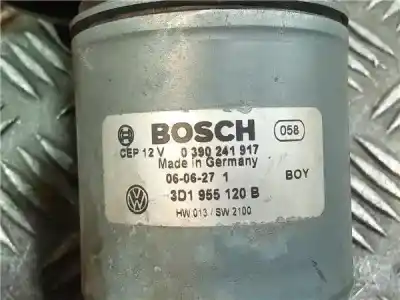 BOSCH 058
CEP 12 V 0 390 241 917
Made in Germany
06-06-27 1
3D1 955 120 B BOY
HW 013 / SW 2100